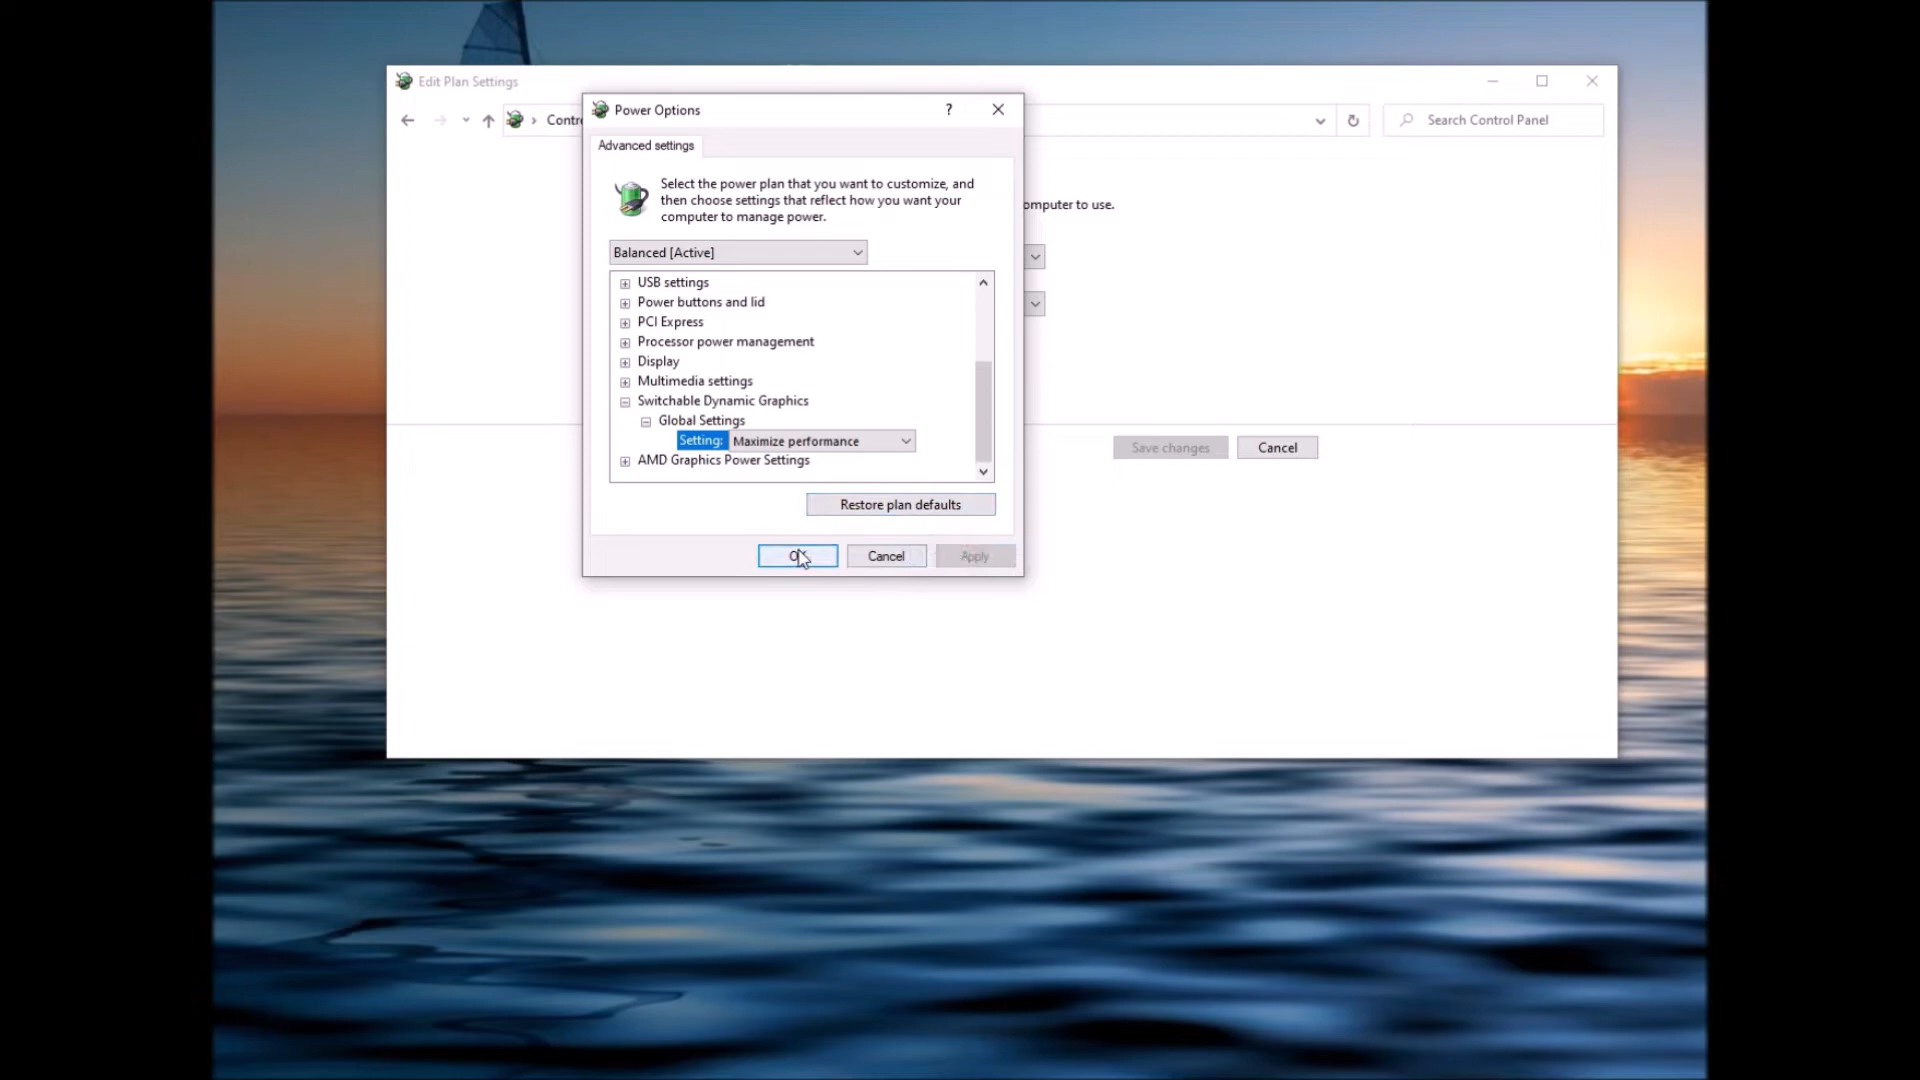 Edit Plan Settings
Search Control Panel
omputer to use.
Save changes
Cancel
Power Options
?
Advanced settings
Select the power plan that you want to customize, and
then choose settings that reflect how you want your
computer to manage power.
Balanced [Active]
USB settings
Power buttons and lid
PCI Express
Processor power management
Display
Multimedia settings
Switchable Dynamic Graphics
Global Settings
Setting: Maximize performance
AMD Graphics Power Settings
Restore plan defaults
Cancel
Apply